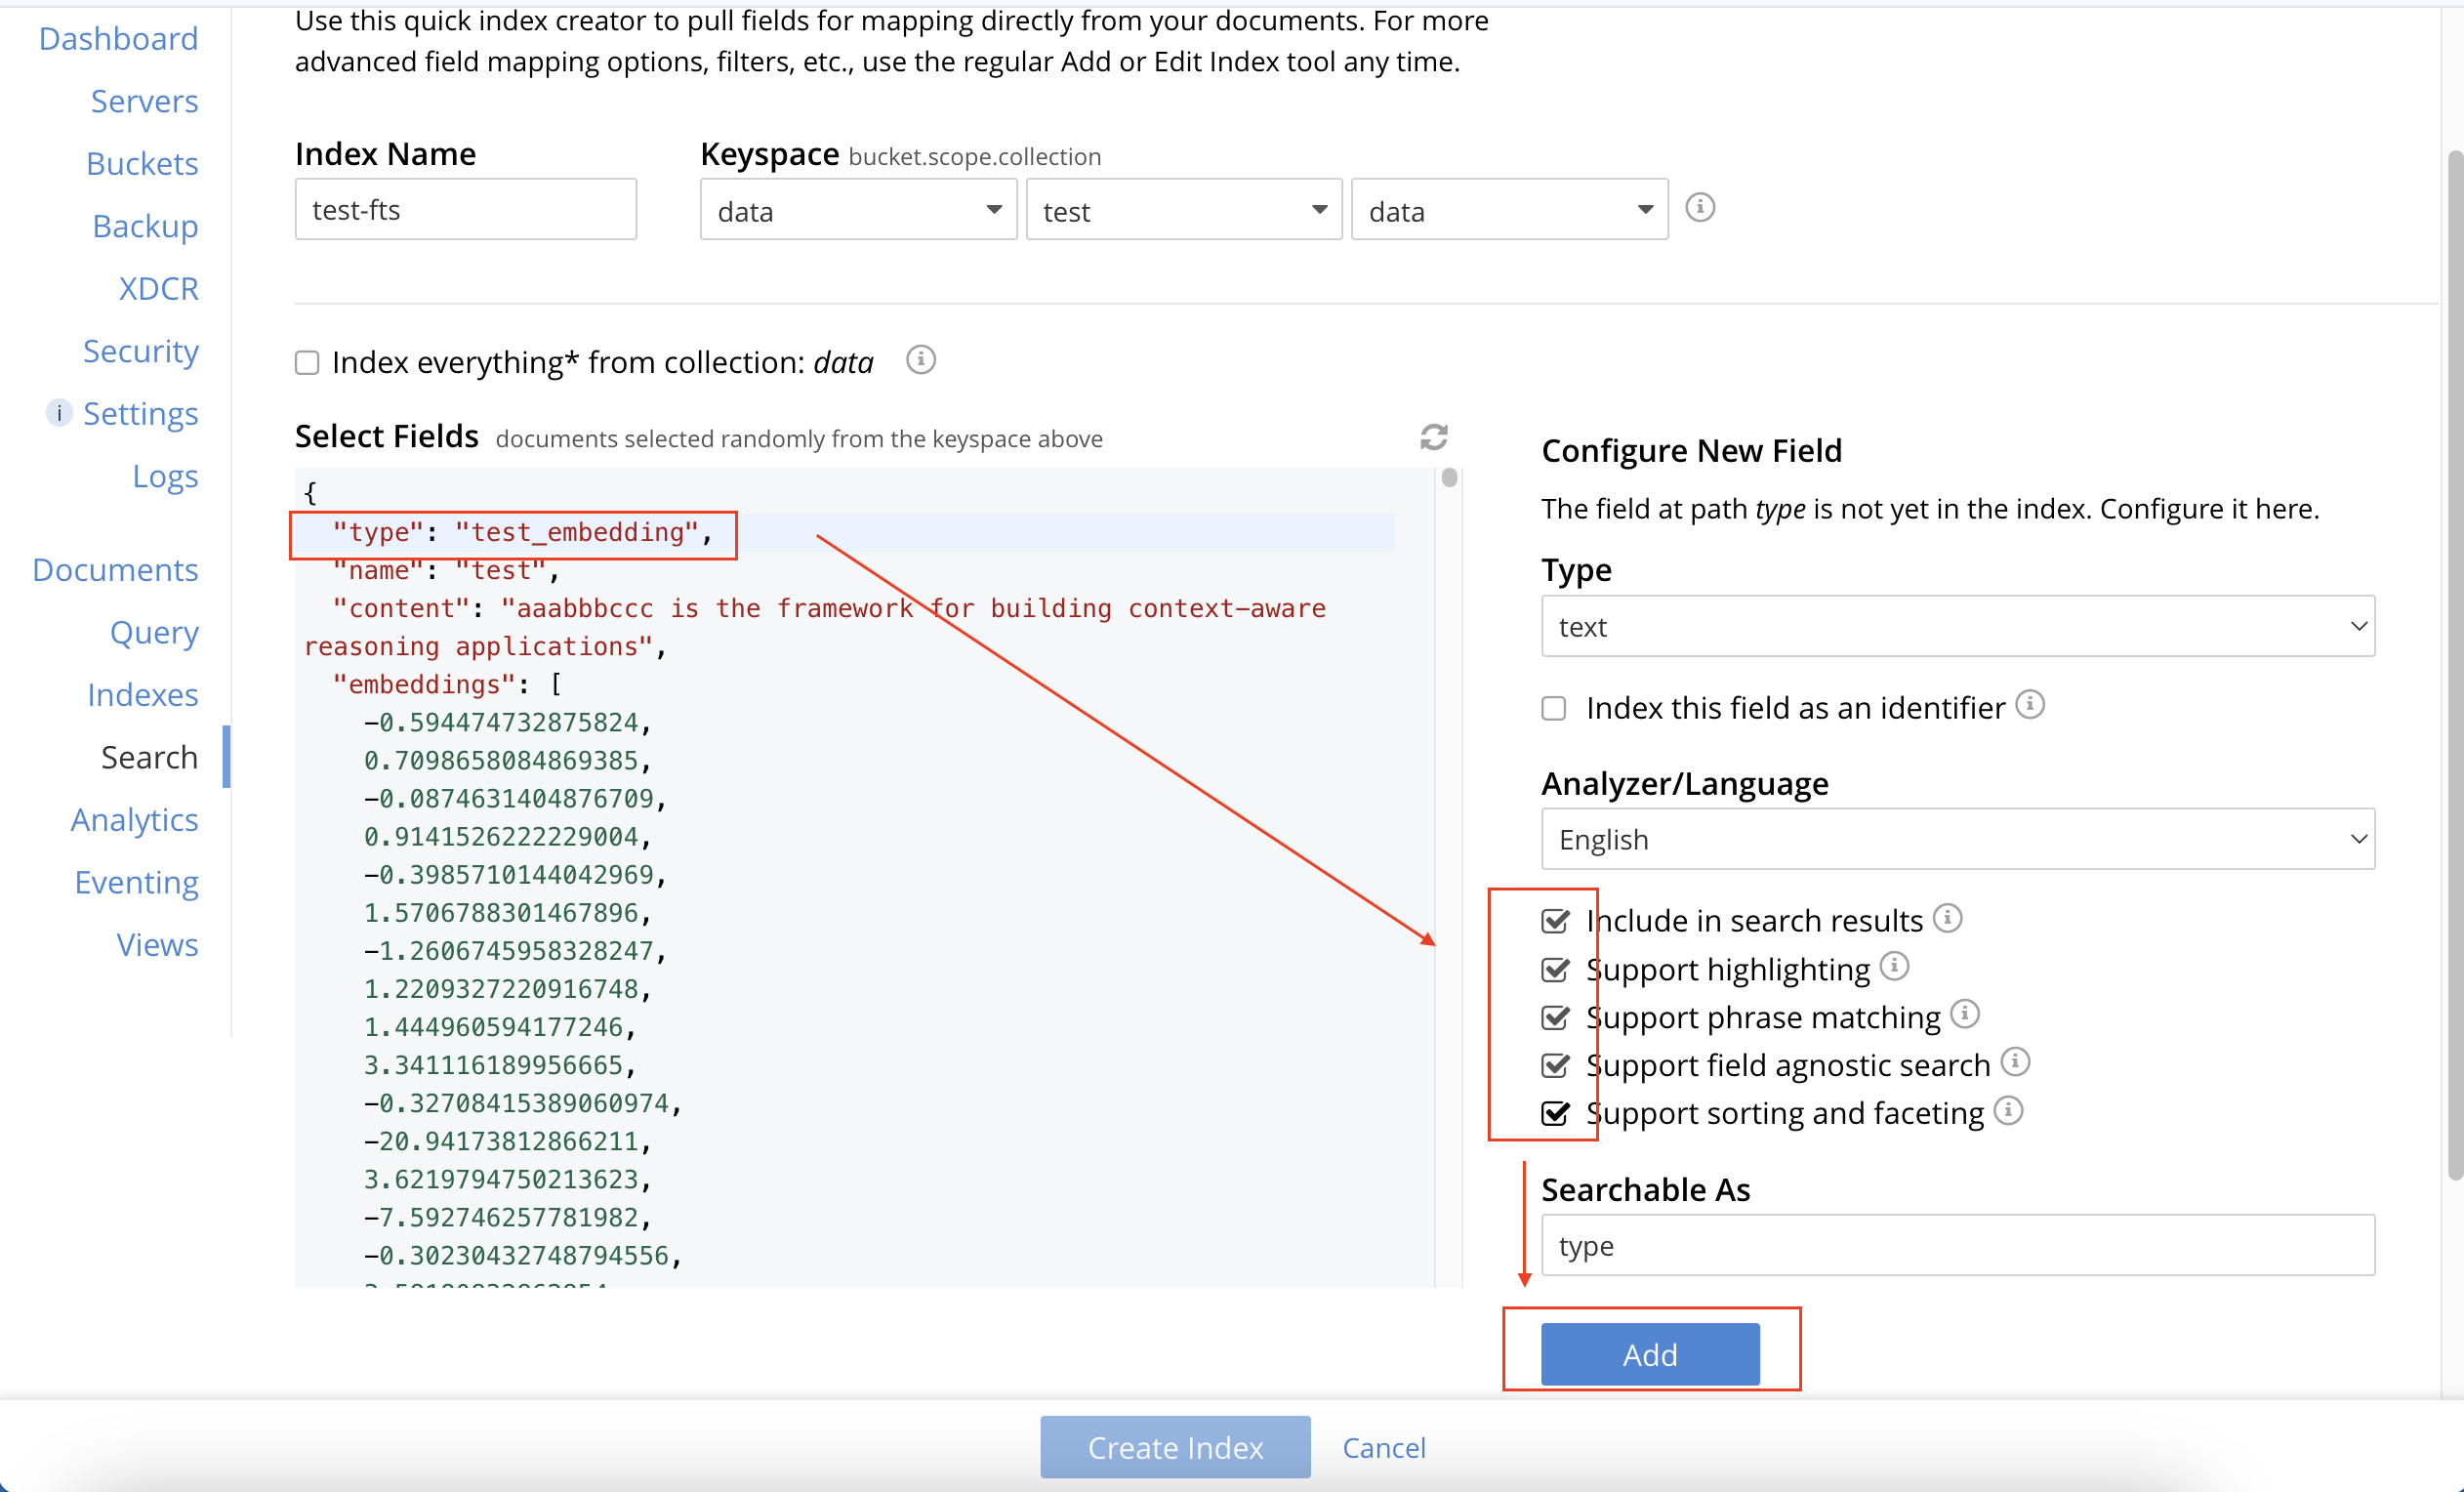 Dashboard
Servers
Buckets
Backup
XDCR
Security
i Settings
Logs
Documents
Query
Indexes
Search
Analytics
Eventing
Views
Use this quick index creator to pull fields for mapping directly from your documents. For more
advanced field mapping options, filters, etc., use the regular Add or Edit Index tool any time.
Index Name
Keyspace bucket.scope.collection
test-fts
data
test
data
Index everything* from collection: data
Select Fields documents selected randomly from the keyspace above
{
"type": "test_embedding",
"name": "test",
"content": "aaabbbccc is the framework for building context-aware
reasoning applications",
"embeddings": [
-0.594474732875824,
0.7098658084869385,
-0.0874631404876709,
0.9141526222229004,
-0.3985710144042969,
1.5706788301467896,
-1.2606745958328247,
1.2209327220916748,
1.444960594177246,
3.341116189956665,
-0.32708415389060974,
-20.94173812866211,
3.6219794750213623,
-7.592746257781982,
-0.30230432748794556,
Configure New Field
The field at path type is not yet in the index. Configure it here.
Type
text
Index this field as an identifier
Analyzer/Language
English
Include in search results
Support highlighting
Support phrase matching
Support field agnostic search
Support sorting and faceting
Searchable As
type
Add
Create Index
Cancel